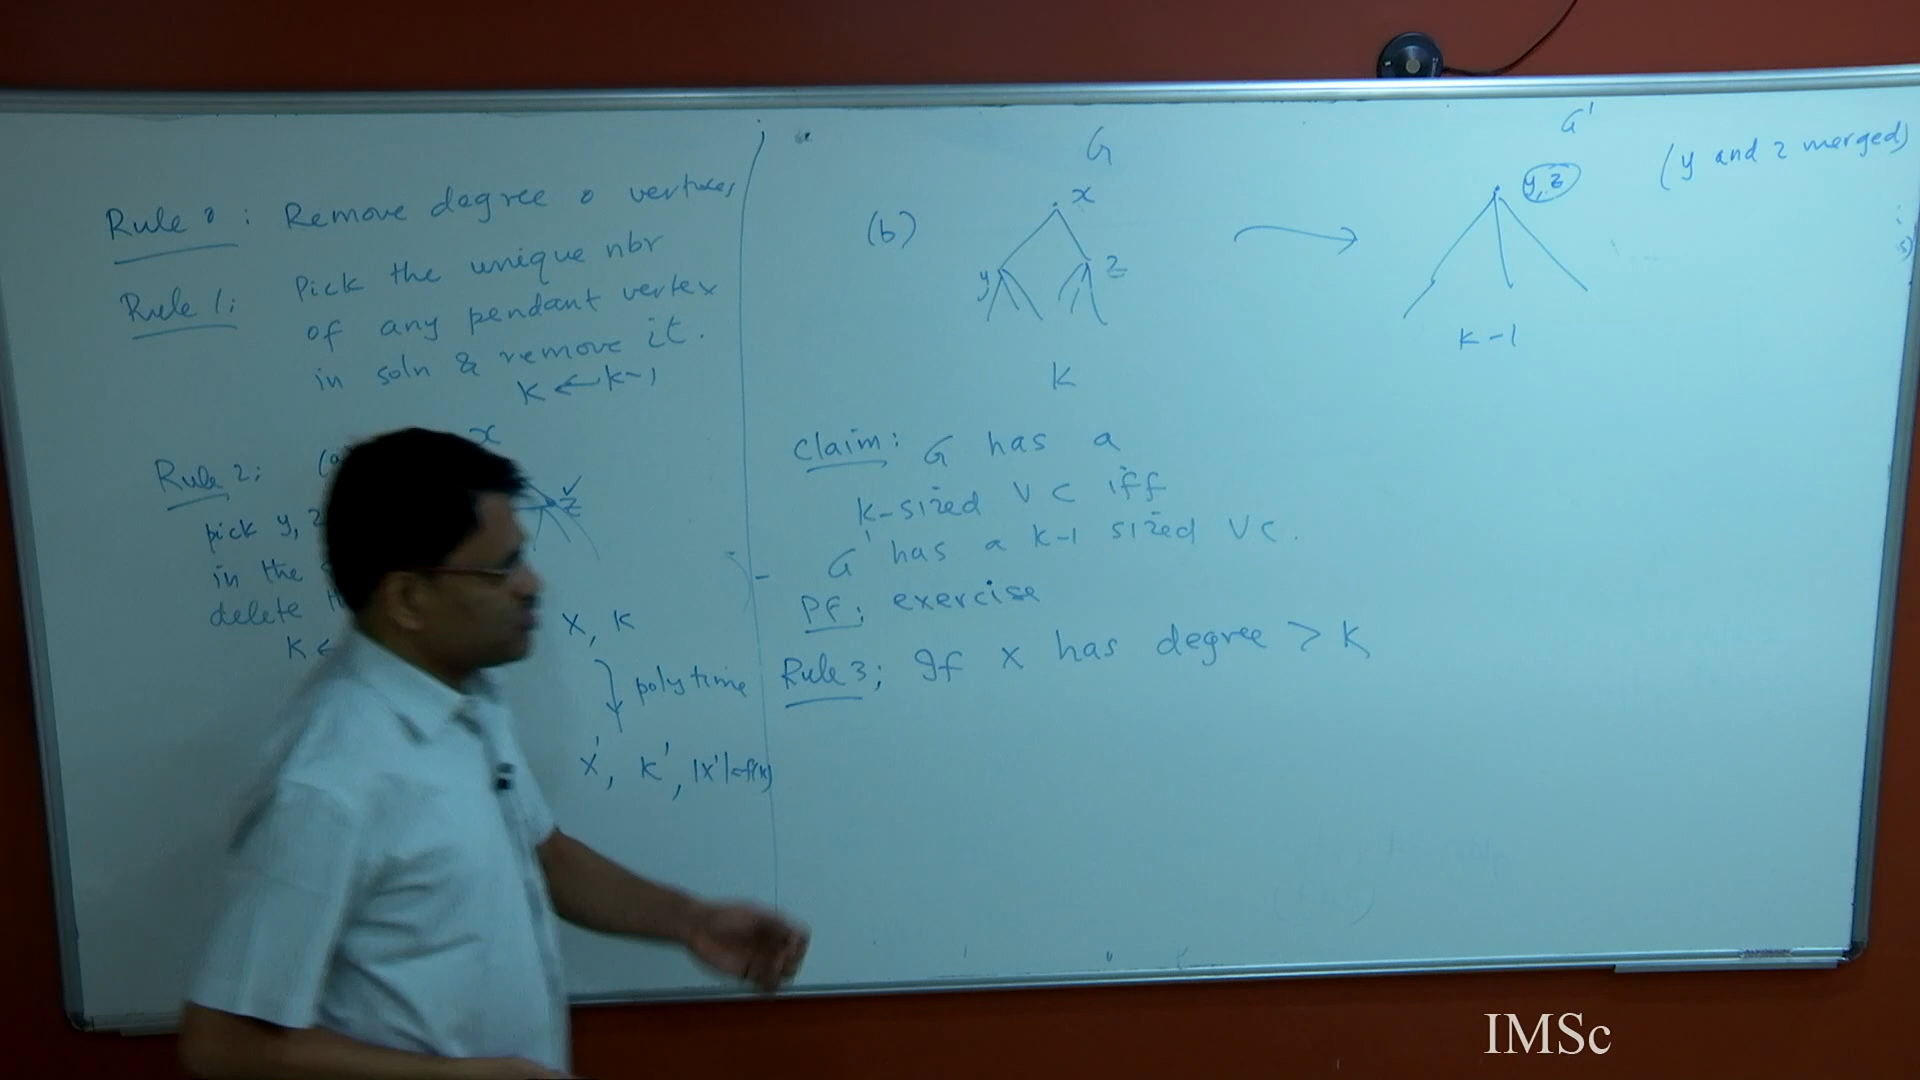 Rule 0: Remove degree 0 vertices,
Rule 1: Pick the unique nbr
of any pendant vertex
in soln & remove it.
K ← K-1
x
Rule 2: (a
z
pick y, z
in the
delete
K ←
X, K
poly time
X', K', |X'|≤f(k)
G
x
(b)
y
z
K
G'
y,z
(y and z merged)
K-1
Claim: G has a
K-sized VC iff
G' has a K-1 sized VC.
PF: exercise
Rule 3: If x has degree > K
IMSc